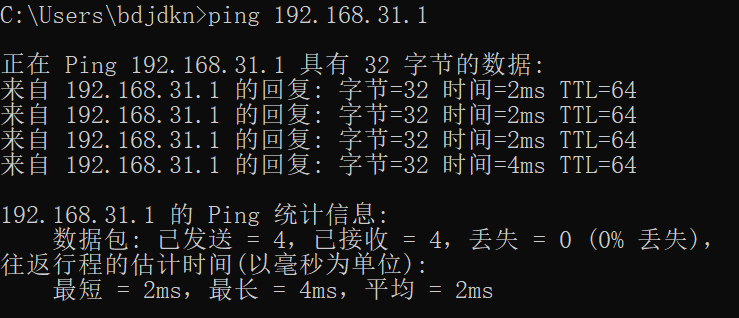 C:\Users\bdjdkn>ping 192.168.31.1
正在 Ping 192.168.31.1 具有 32 字节的数据:
来自 192.168.31.1 的回复: 字节=32 时间=2ms TTL=64
来自 192.168.31.1 的回复: 字节=32 时间=2ms TTL=64
来自 192.168.31.1 的回复: 字节=32 时间=2ms TTL=64
来自 192.168.31.1 的回复: 字节=32 时间=4ms TTL=64
192.168.31.1 的 Ping 统计信息:
数据包: 已发送 = 4，已接收 = 4，丢失 = 0 (0% 丢失)，
往返行程的估计时间(以毫秒为单位):
最短 = 2ms，最长 = 4ms，平均 = 2ms